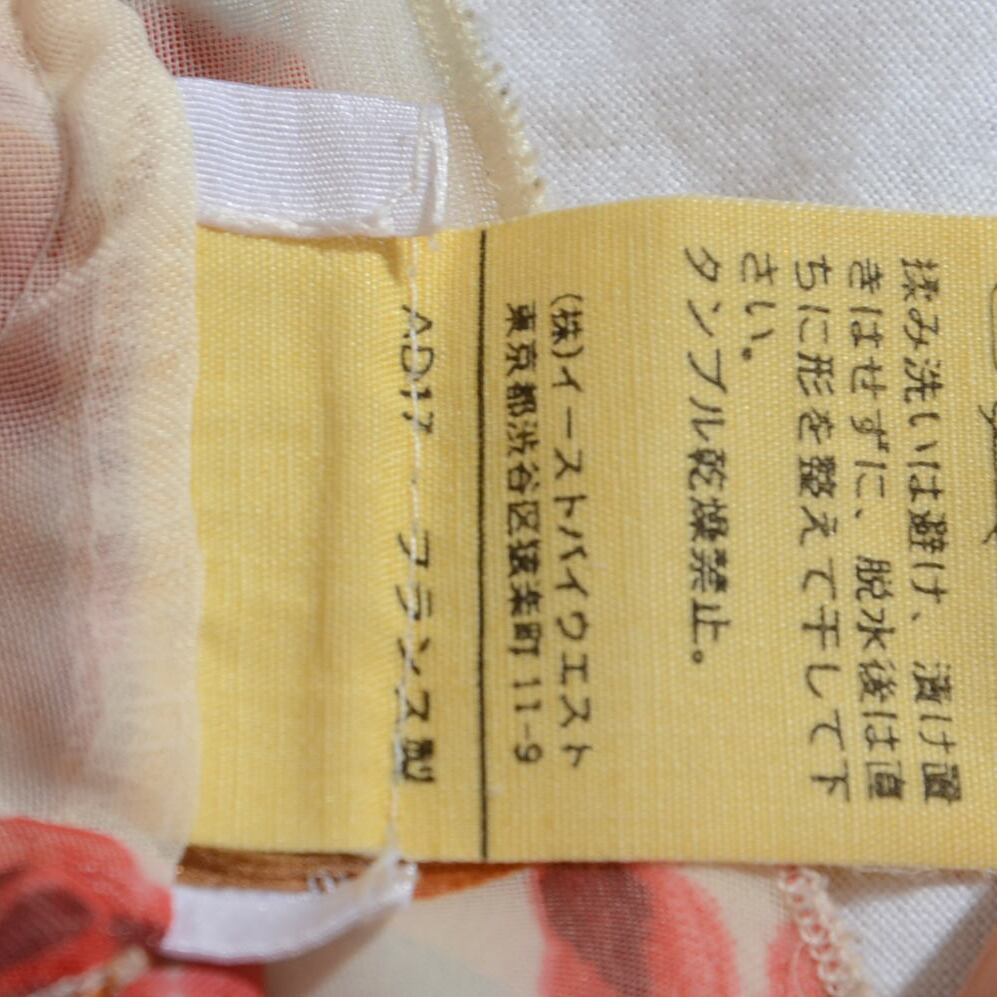 揉み洗いは避け、漬け置
きはせずに、脱水後は直
ちに形を整えて干して下
さい。
タンブル乾燥禁止。
(株)イーストバイウエスト
東京都渋谷区猿楽町 11-9
AD17 フランス製